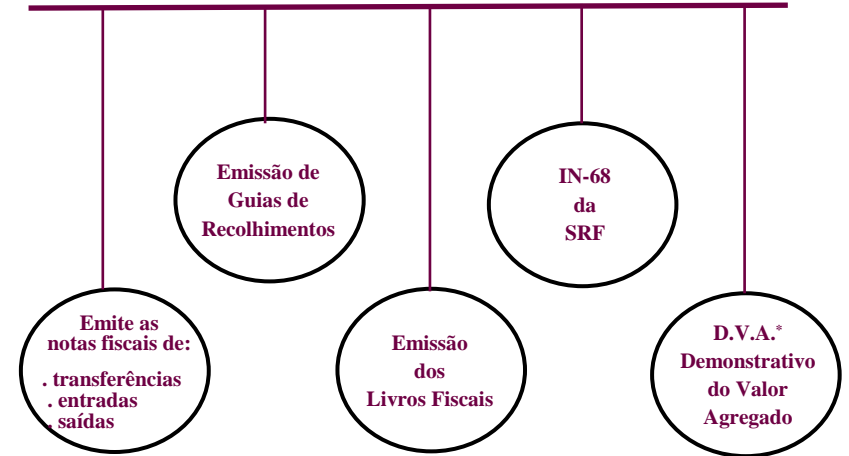 Emissão de
Guias de
Recolhimentos
IN-68
da
SRF
Emite as
notas fiscais de:
. transferências
. entradas
. saídas
Emissão
dos
Livros Fiscais
D.V.A.*
Demonstrativo
do Valor
Agregado